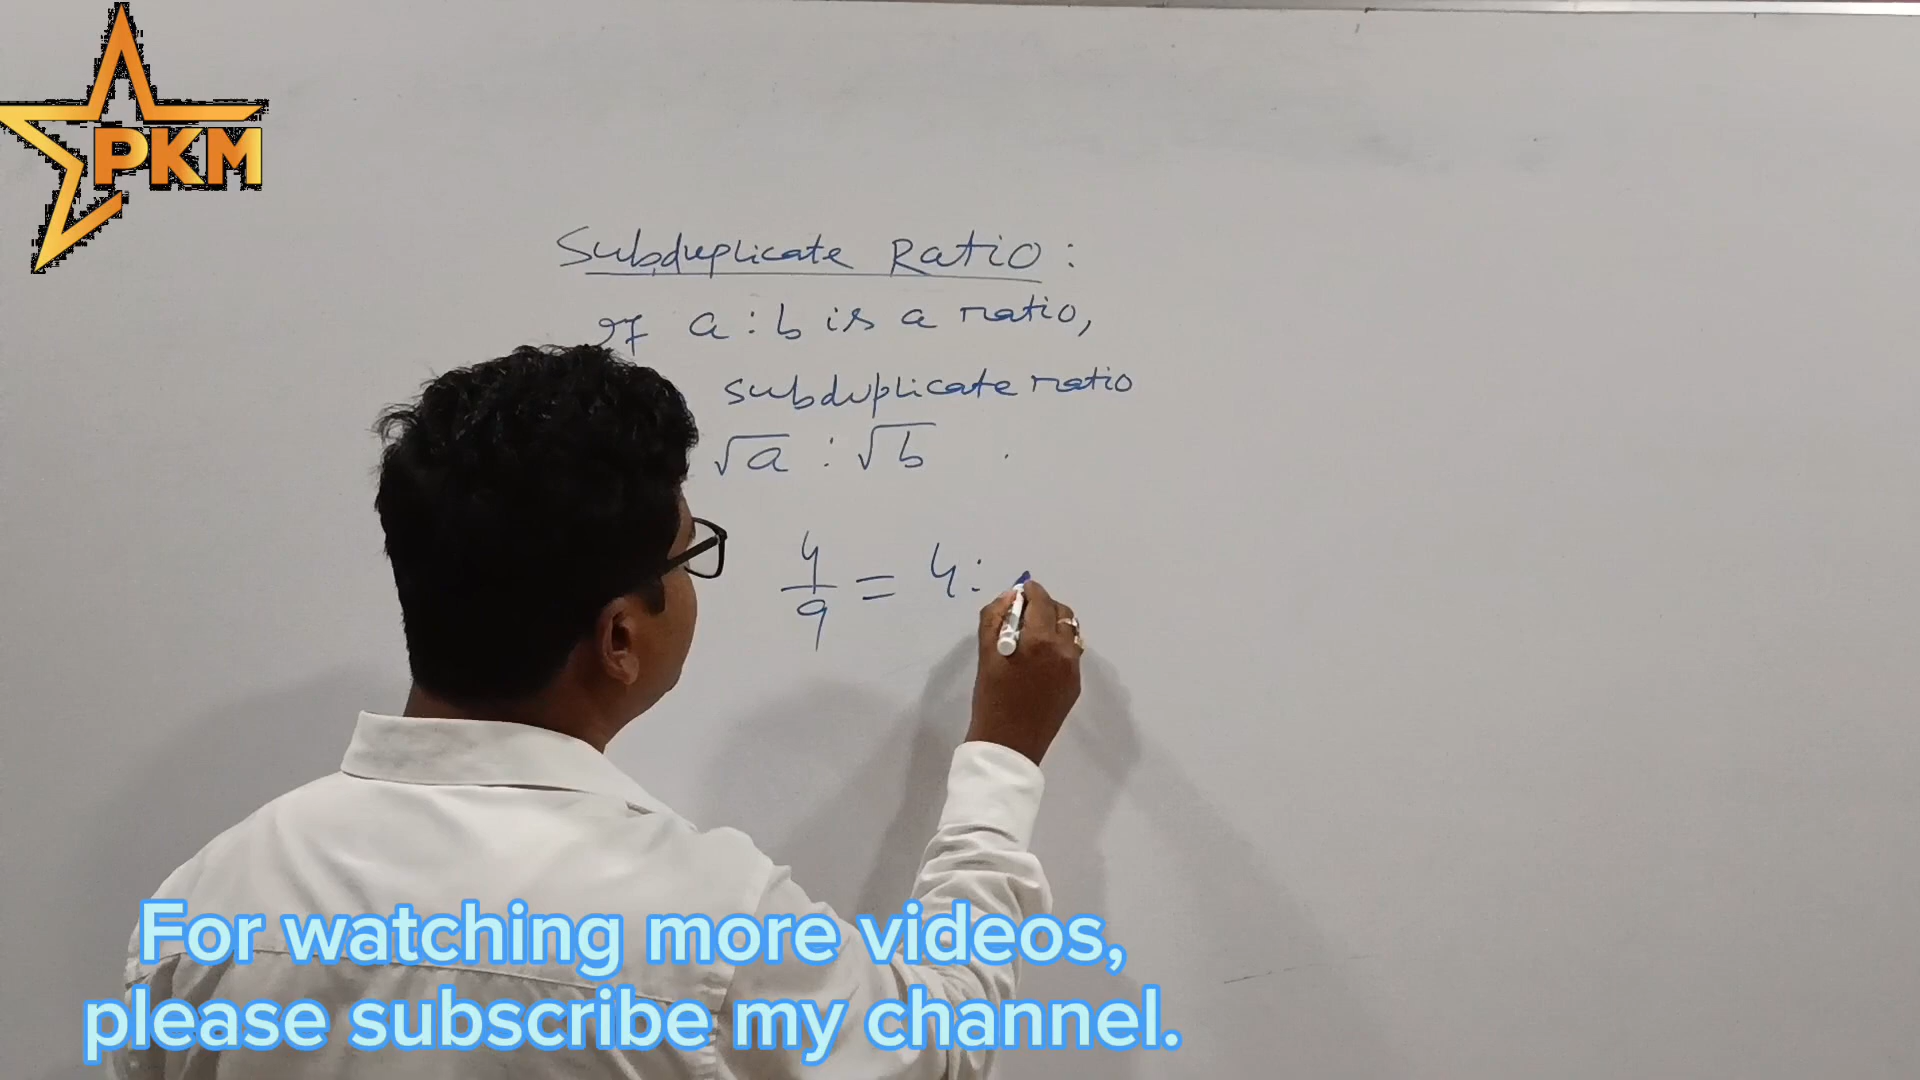 PKM
Subduplicate Ratio:
If a : b is a ratio,
subduplicate ratio
√a : √b
4/9 = 4 :
For watching more videos,
please subscribe my channel.